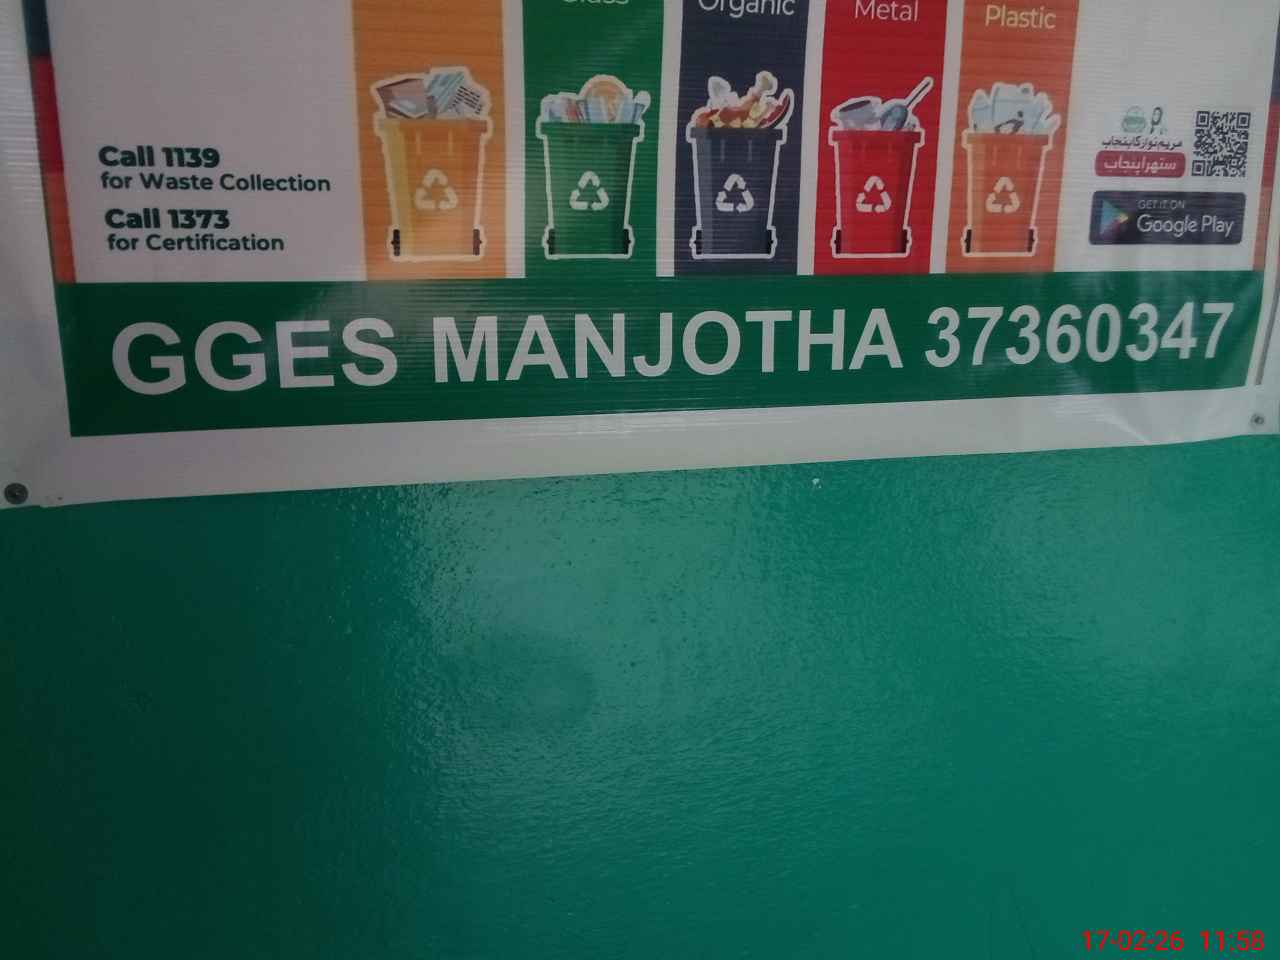 Glass
Organic
Metal
Plastic
Call 1139
for Waste Collection
Call 1373
for Certification
مریم نواز کا پنجاب
ستھرا پنجاب
GET IT ON
Google Play
GGES MANJOTHA 37360347
17-02-26 11:58